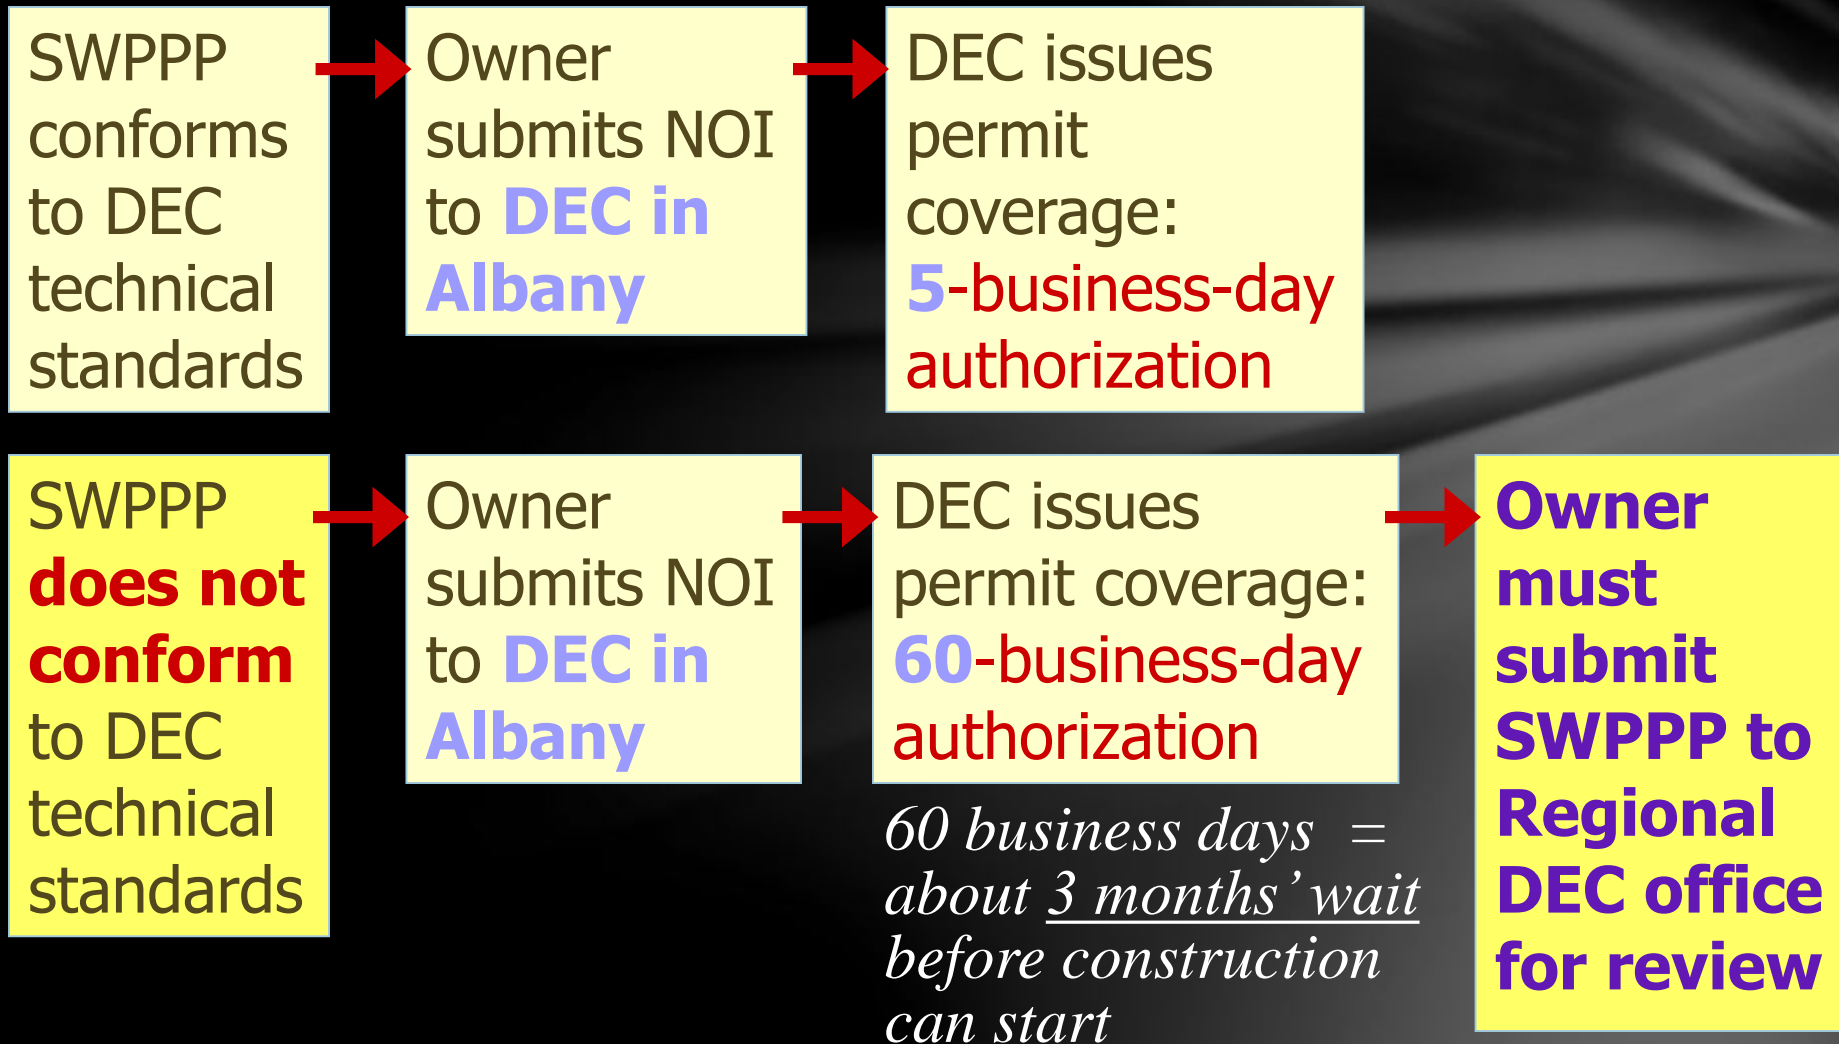 SWPPP
conforms
to DEC
technical
standards
Owner
submits NOI
to DEC in
Albany
DEC issues
permit
coverage:
5-business-day
authorization
SWPPP
does not
conform
to DEC
technical
standards
Owner
submits NOI
to DEC in
Albany
DEC issues
permit coverage:
60-business-day
authorization
60 business days =
about 3 months’ wait
before construction
can start
Owner
must
submit
SWPPP to
Regional
DEC office
for review